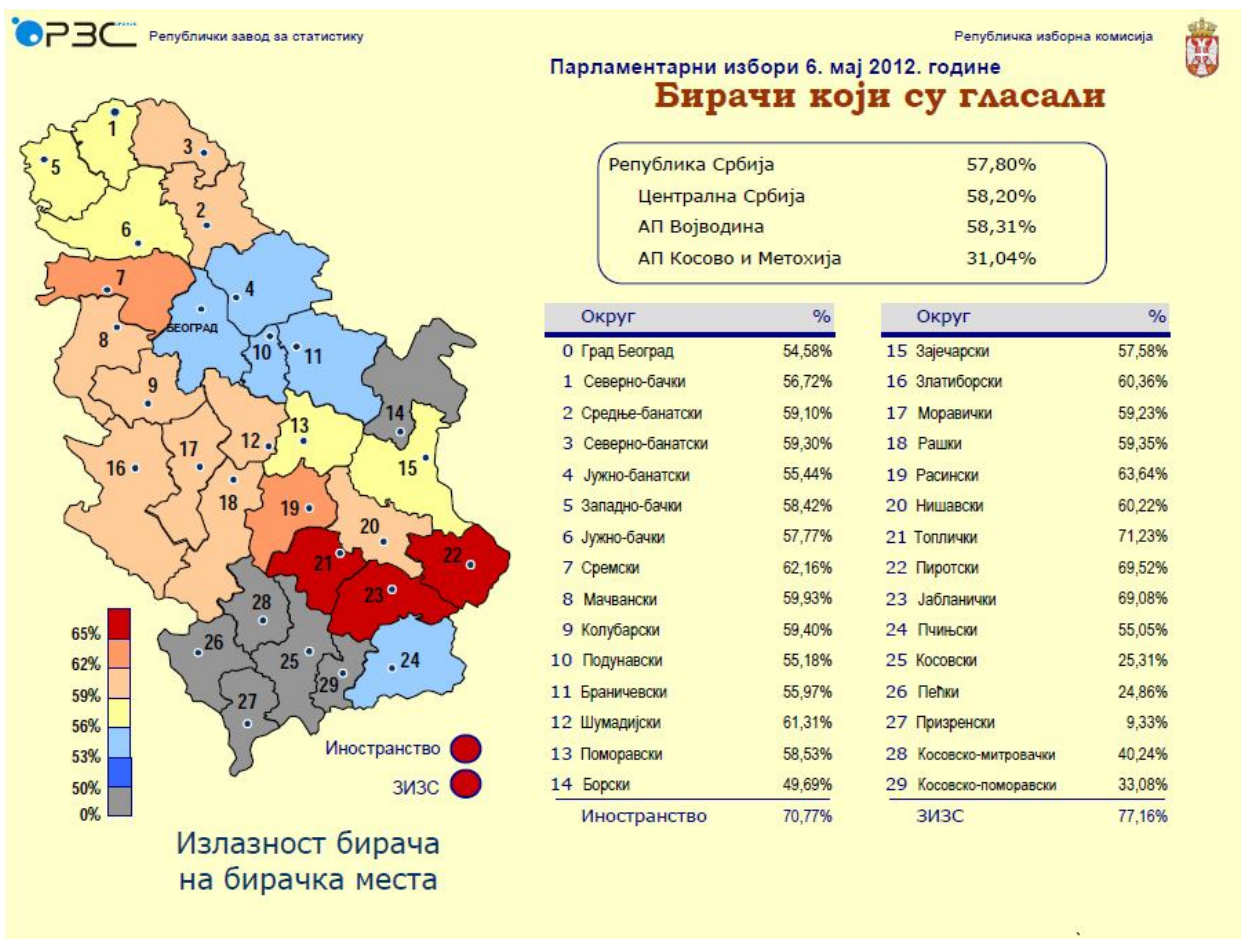 РЗС Републички завод за статистику
СРБИЈЕ
Републичка изборна комисија
Парламентарни избори 6. мај 2012. године
Бирачи који су гласали
Република Србија 57,80%
Централна Србија 58,20%
АП Војводина 58,31%
АП Косово и Метохија 31,04%
Округ %
0 Град Београд 54,58%
1 Северно-бачки 56,72%
2 Средње-банатски 59,10%
3 Северно-банатски 59,30%
4 Јужно-банатски 55,44%
5 Западно-бачки 58,42%
6 Јужно-бачки 57,77%
7 Сремски 62,16%
8 Мачвански 59,93%
9 Колубарски 59,40%
10 Подунавски 55,18%
11 Браничевски 55,97%
12 Шумадијски 61,31%
13 Поморавски 58,53%
14 Борски 49,69%
Иностранство 70,77%
Округ %
15 Зајечарски 57,58%
16 Златиборски 60,36%
17 Моравички 59,23%
18 Рашки 59,35%
19 Расински 63,64%
20 Нишавски 60,22%
21 Топлички 71,23%
22 Пиротски 69,52%
23 Јабланички 69,08%
24 Пчињски 55,05%
25 Косовски 25,31%
26 Пећки 24,86%
27 Призренски 9,33%
28 Косовско-митровачки 40,24%
29 Косовско-поморавски 33,08%
ЗИЗС 77,16%
1
3
5
2
6
7
4
БЕОГРАД
8
10
11
9
14
13
12
17
15
16
18
19
20
22
21
23
28
26
25
24
29
27
65%
62%
59%
56%
53%
50%
0%
Иностранство
ЗИЗС
Излазност бирача
на бирачка места